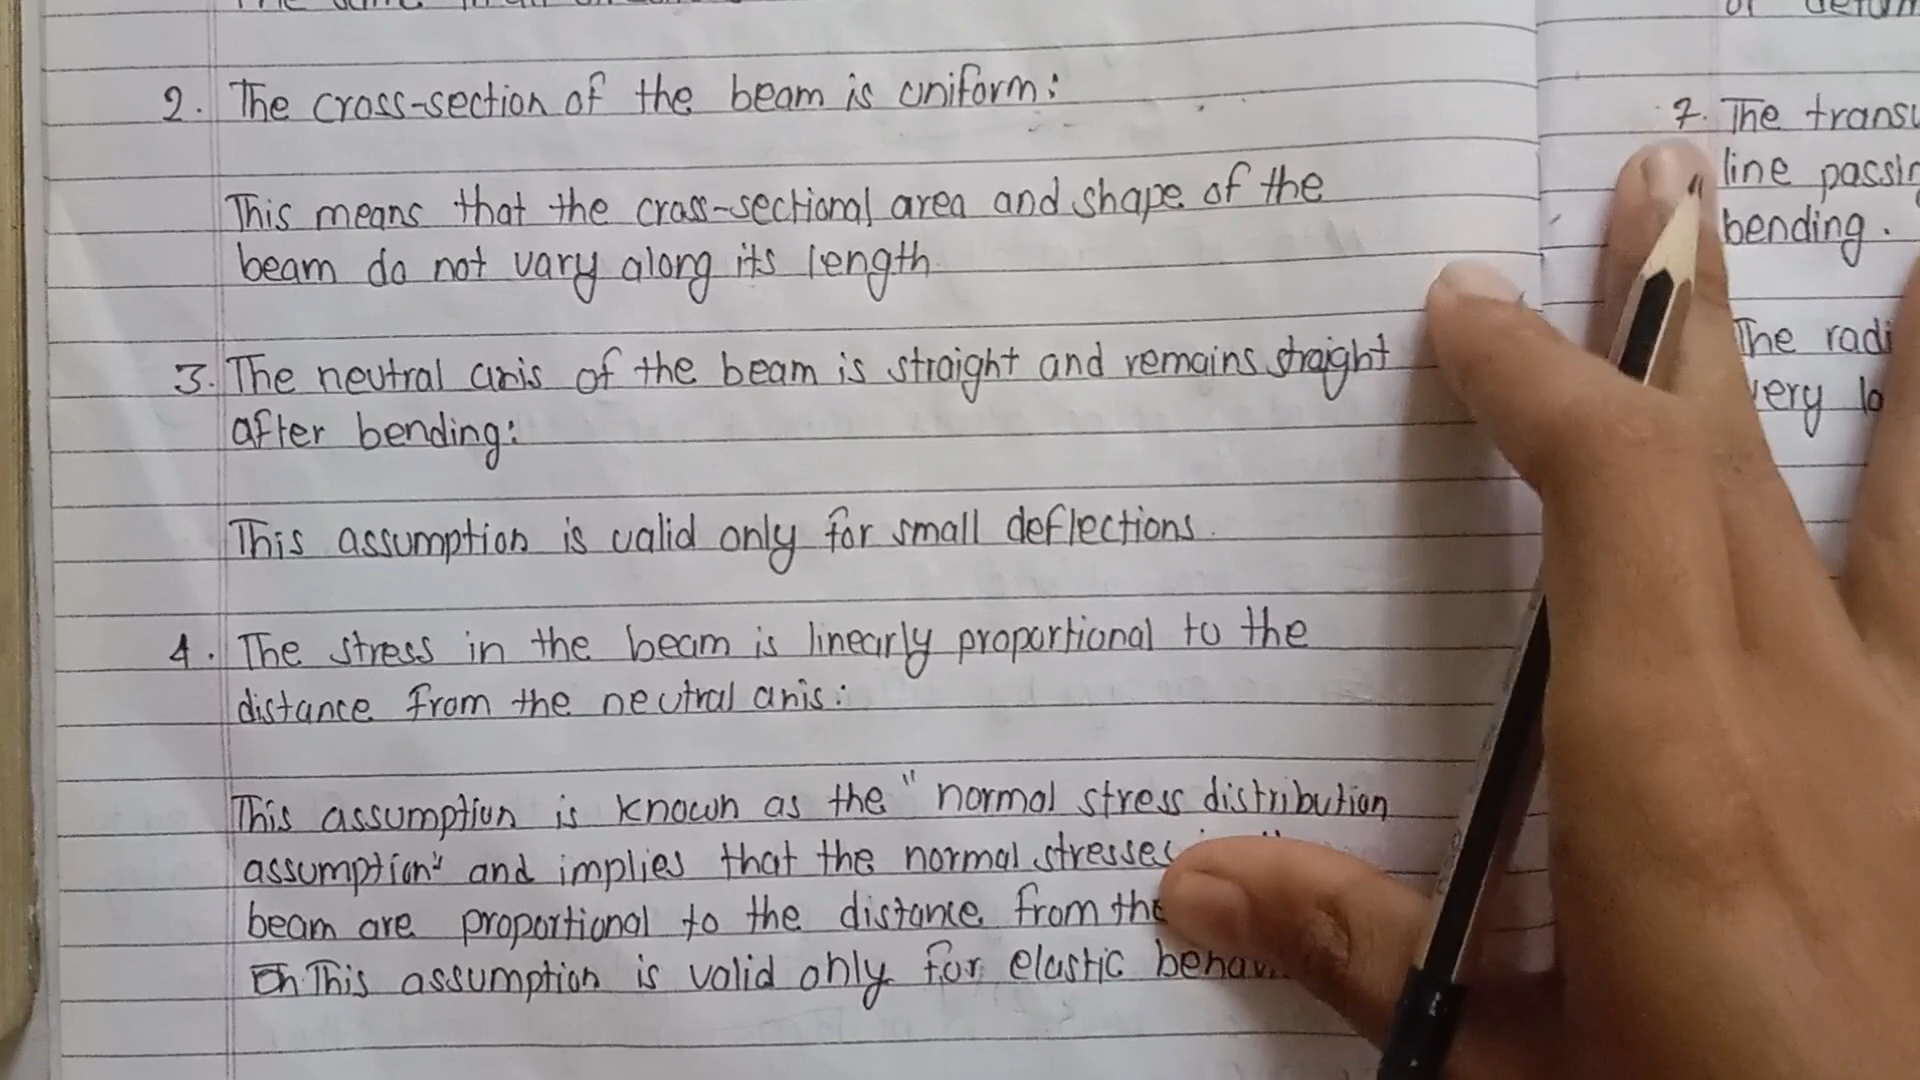 2. The cross-section of the beam is uniform:
This means that the cross-sectional area and shape of the
beam do not vary along its length.
3. The neutral axis of the beam is straight and remains straight
after bending:
This assumption is valid only for small deflections.
4. The stress in the beam is linearly proportional to the
distance from the neutral axis:
This assumption is known as the "normal stress distribution
assumption" and implies that the normal stresses
beam are proportional to the distance from the
This assumption is valid only for elastic
7. The
line
bending.
The
very